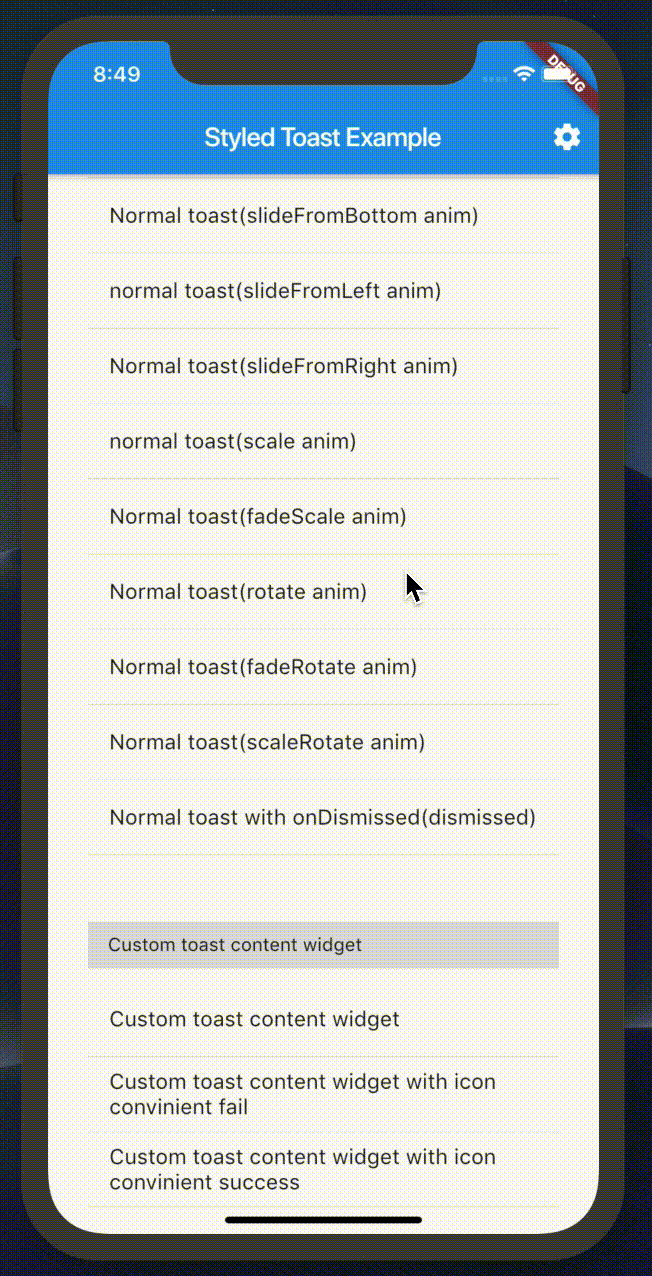 8:49
DEBUG
Styled Toast Example
Normal toast(slideFromBottom anim)
normal toast(slideFromLeft anim)
Normal toast(slideFromRight anim)
normal toast(scale anim)
Normal toast(fadeScale anim)
Normal toast(rotate anim)
Normal toast(fadeRotate anim)
Normal toast(scaleRotate anim)
Normal toast with onDismissed(dismissed)
Custom toast content widget
Custom toast content widget
Custom toast content widget with icon
convinient fail
Custom toast content widget with icon
convinient success